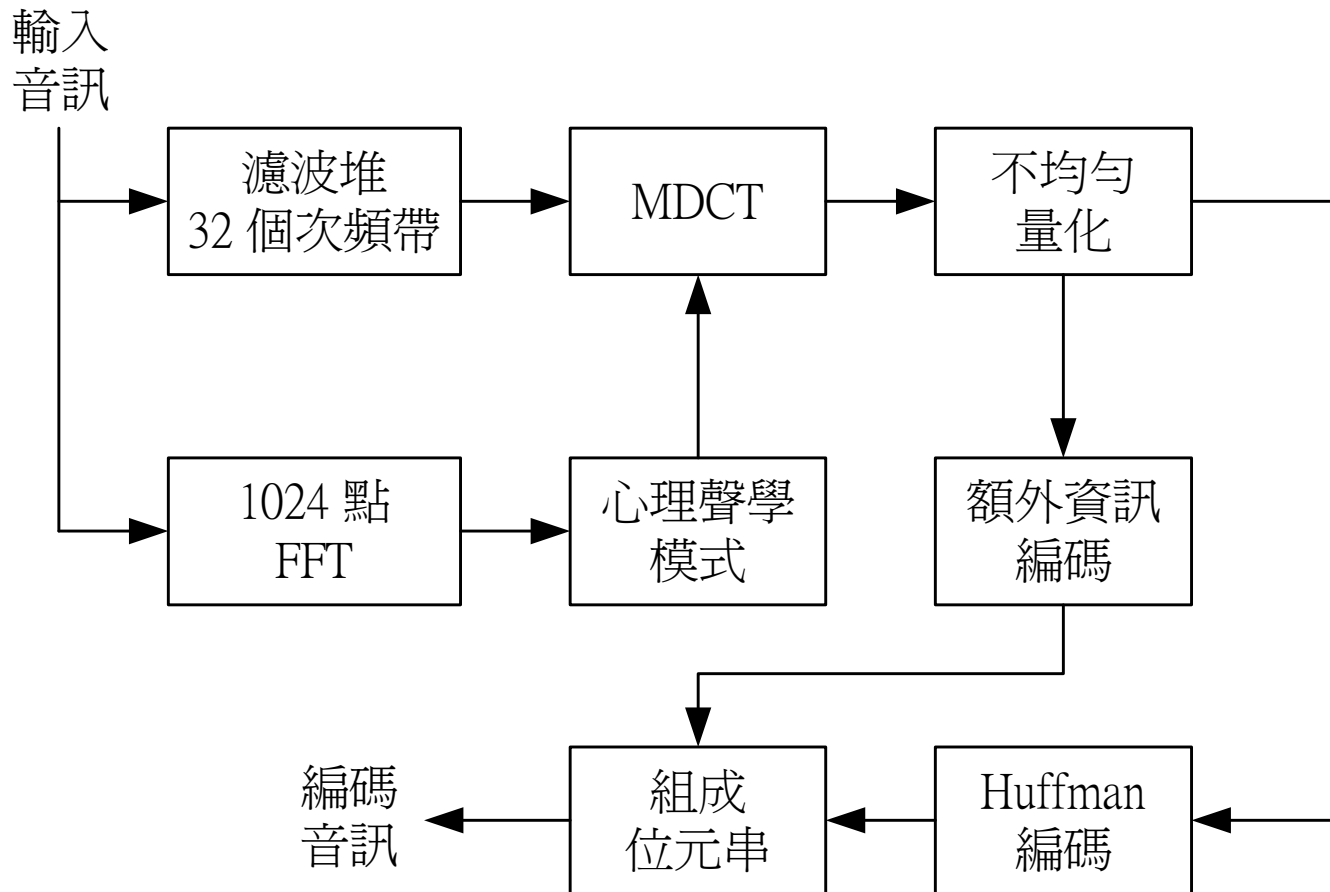 輸入
音訊
濾波堆
32 個次頻帶
MDCT
不均勻
量化
1024 點
FFT
心理聲學
模式
額外資訊
編碼
編碼
音訊
組成
位元串
Huffman
編碼